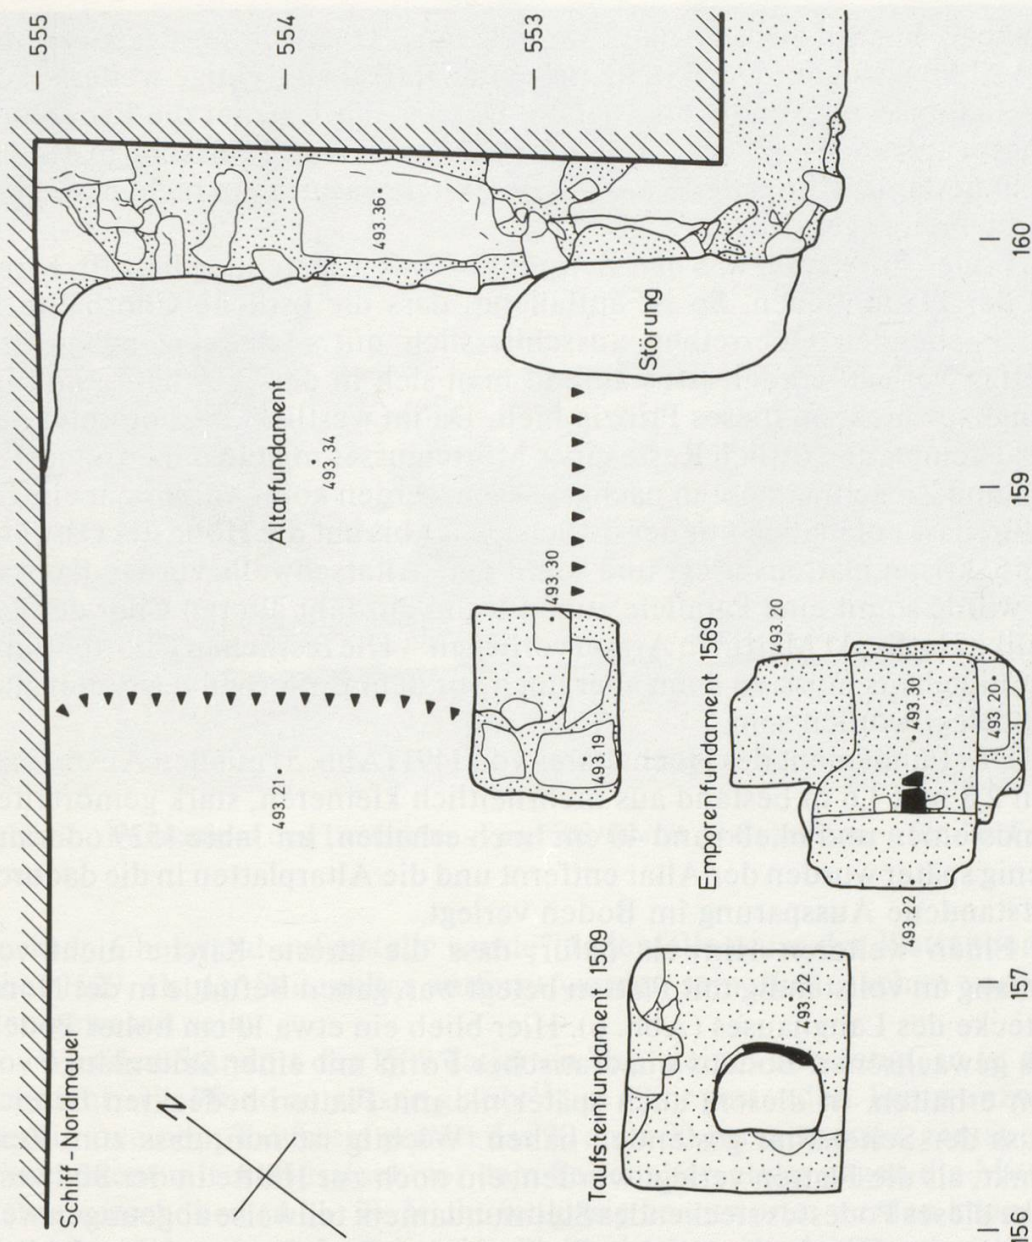 Schiff - Nordmauer
N
555
554
553
493.36
Altarfundament
493.34
Störung
493.21
493.30
493.19
Emporenfundament 1569
493.20
493.30
493.20
493.22
Taufsteinfundament 1509
493.22
156
157
159
160